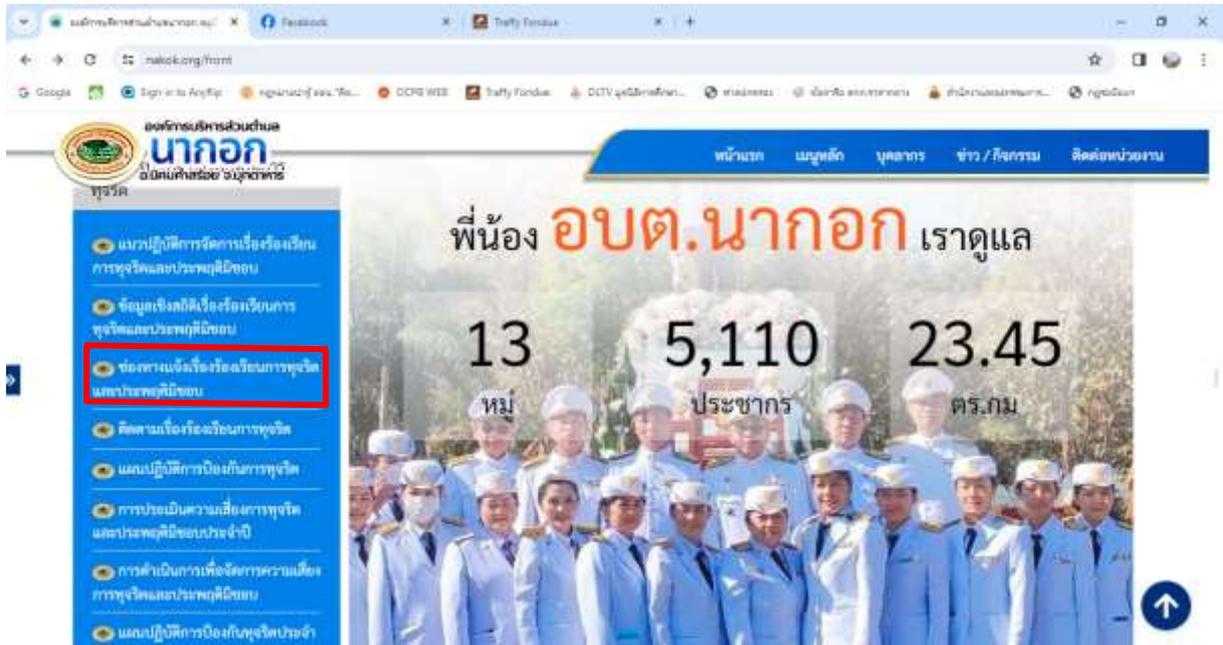 Facebook
Traffy Fondue
nakok.org/front
Google
Traffy Fondue
องค์การบริหารส่วนตำบล
นากอก
อ.นิคมคำสร้อย จ.มุกดาหาร
หน้าแรก
เมนูหลัก
บุคลากร
ข่าว / กิจกรรม
ติดต่อหน่วยงาน
ทุจริต
แนวปฏิบัติการจัดการเรื่องร้องเรียน
การทุจริตและประพฤติมิชอบ
ข้อมูลเชิงสถิติเรื่องร้องเรียนการ
ทุจริตและประพฤติมิชอบ
ช่องทางแจ้งเรื่องร้องเรียนการทุจริต
และประพฤติมิชอบ
ติดตามเรื่องร้องเรียนการทุจริต
แผนปฏิบัติการป้องกันการทุจริต
การประเมินความเสี่ยงการทุจริต
และประพฤติมิชอบประจำปี
การดำเนินการเพื่อจัดการความเสี่ยง
การทุจริตและประพฤติมิชอบ
แผนปฏิบัติการป้องกันทุจริตประจำ
พี่น้อง อบต.นากอก เราดูแล
13
หมู่
5,110
ประชากร
23.45
ตร.กม